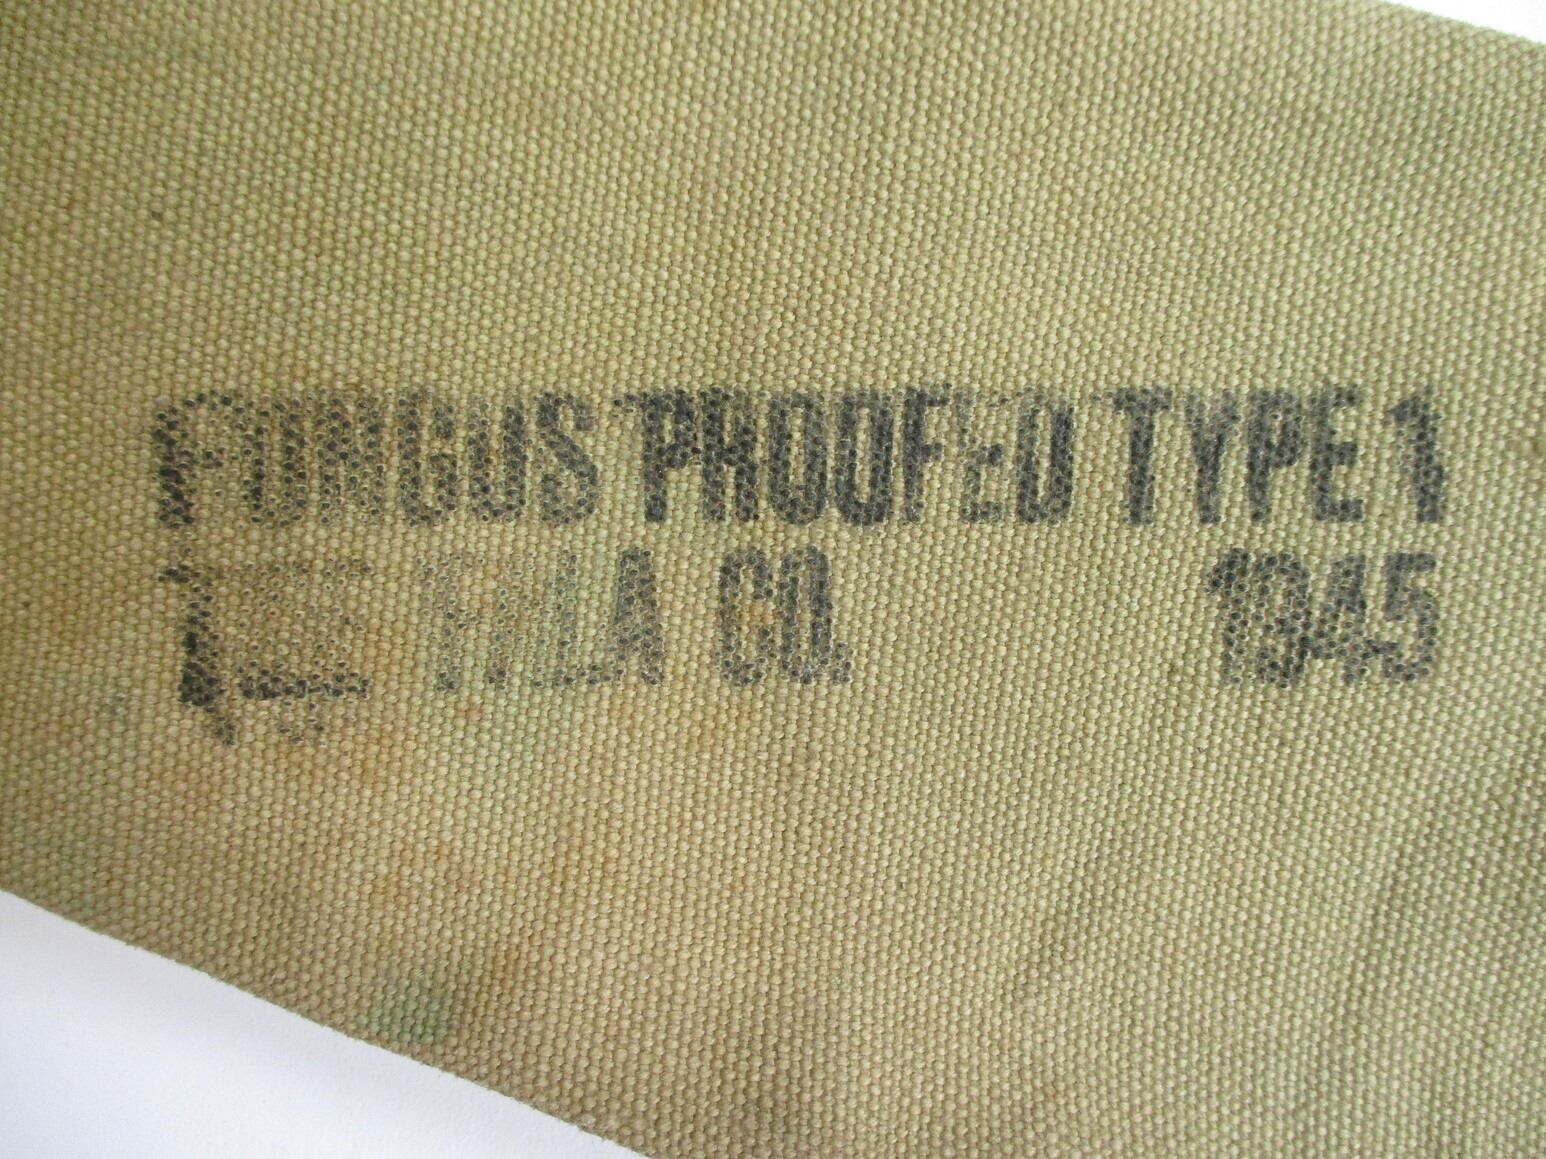 FUNGUS PROOFED TYPE 1
CO. 1945